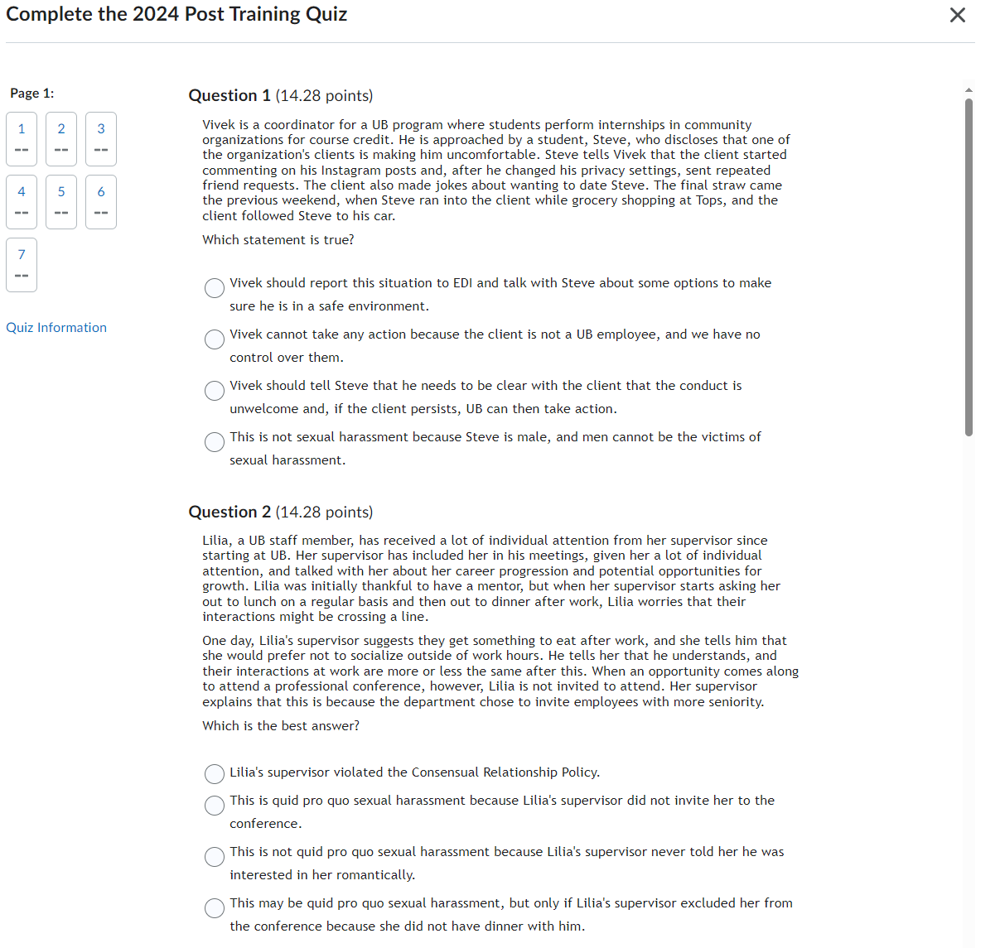 Complete the 2024 Post Training Quiz
Page 1:
1
2
3
--
--
--
4
5
6
--
--
--
7
--
Quiz Information
Question 1 (14.28 points)
Vivek is a coordinator for a UB program where students perform internships in community
organizations for course credit. He is approached by a student, Steve, who discloses that one of
the organization's clients is making him uncomfortable. Steve tells Vivek that the client started
commenting on his Instagram posts and, after he changed his privacy settings, sent repeated
friend requests. The client also made jokes about wanting to date Steve. The final straw came
the previous weekend, when Steve ran into the client while grocery shopping at Tops, and the
client followed Steve to his car.
Which statement is true?
Vivek should report this situation to EDI and talk with Steve about some options to make
sure he is in a safe environment.
Vivek cannot take any action because the client is not a UB employee, and we have no
control over them.
Vivek should tell Steve that he needs to be clear with the client that the conduct is
unwelcome and, if the client persists, UB can then take action.
This is not sexual harassment because Steve is male, and men cannot be the victims of
sexual harassment.
Question 2 (14.28 points)
Lilia, a UB staff member, has received a lot of individual attention from her supervisor since
starting at UB. Her supervisor has included her in his meetings, given her a lot of individual
attention, and talked with her about her career progression and potential opportunities for
growth. Lilia was initially thankful to have a mentor, but when her supervisor starts asking her
out to lunch on a regular basis and then out to dinner after work, Lilia worries that their
interactions might be crossing a line.
One day, Lilia's supervisor suggests they get something to eat after work, and she tells him that
she would prefer not to socialize outside of work hours. He tells her that he understands, and
their interactions at work are more or less the same after this. When an opportunity comes along
to attend a professional conference, however, Lilia is not invited to attend. Her supervisor
explains that this is because the department chose to invite employees with more seniority.
Which is the best answer?
Lilia's supervisor violated the Consensual Relationship Policy.
This is quid pro quo sexual harassment because Lilia's supervisor did not invite her to the
conference.
This is not quid pro quo sexual harassment because Lilia's supervisor never told her he was
interested in her romantically.
This may be quid pro quo sexual harassment, but only if Lilia's supervisor excluded her from
the conference because she did not have dinner with him.